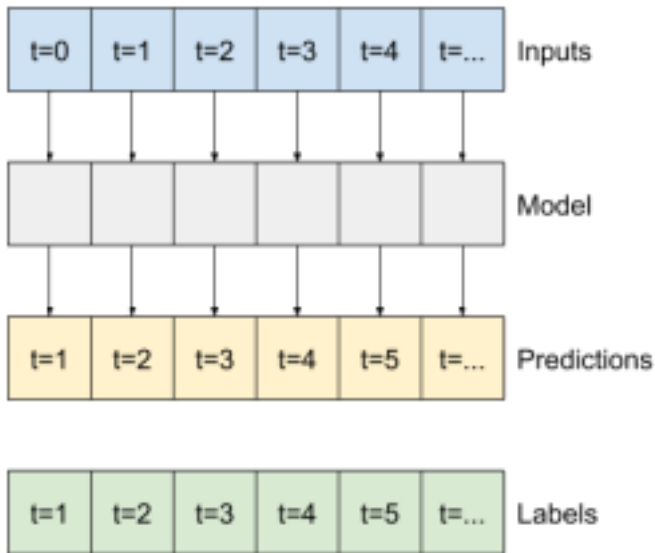 t=0 t=1 t=2 t=3 t=4 t=... Inputs
Model
t=1 t=2 t=3 t=4 t=5 t=... Predictions
t=1 t=2 t=3 t=4 t=5 t=... Labels